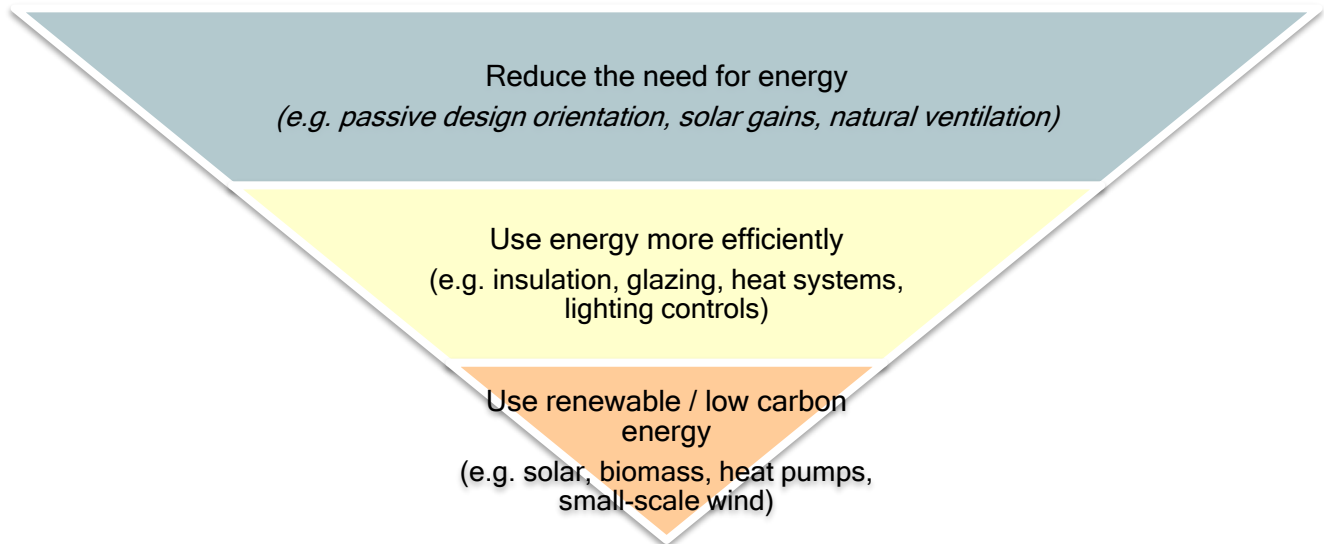 Reduce the need for energy
(e.g. passive design orientation, solar gains, natural ventilation)
Use energy more efficiently
(e.g. insulation, glazing, heat systems,
lighting controls)
Use renewable / low carbon
energy
(e.g. solar, biomass, heat pumps,
small-scale wind)